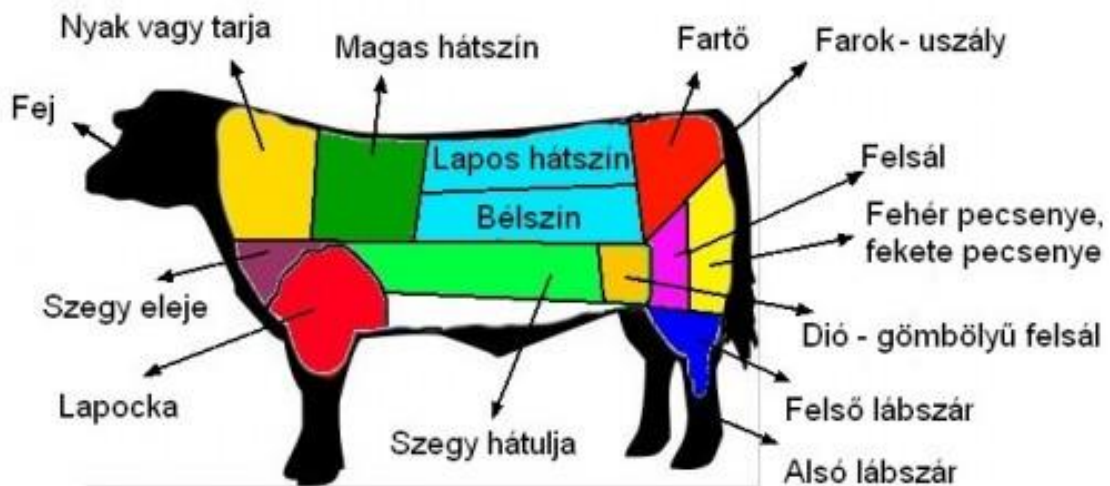 Nyak vagy tarja
Magas hátszín
Fartő
Farok - uszály
Fej
Lapos hátszín
Felsál
Bélszín
Fehér pecsenye,
fekete pecsenye
Szegy eleje
Dió - gömbölyű felsál
Lapocka
Szegy hátulja
Felső lábszár
Alsó lábszár